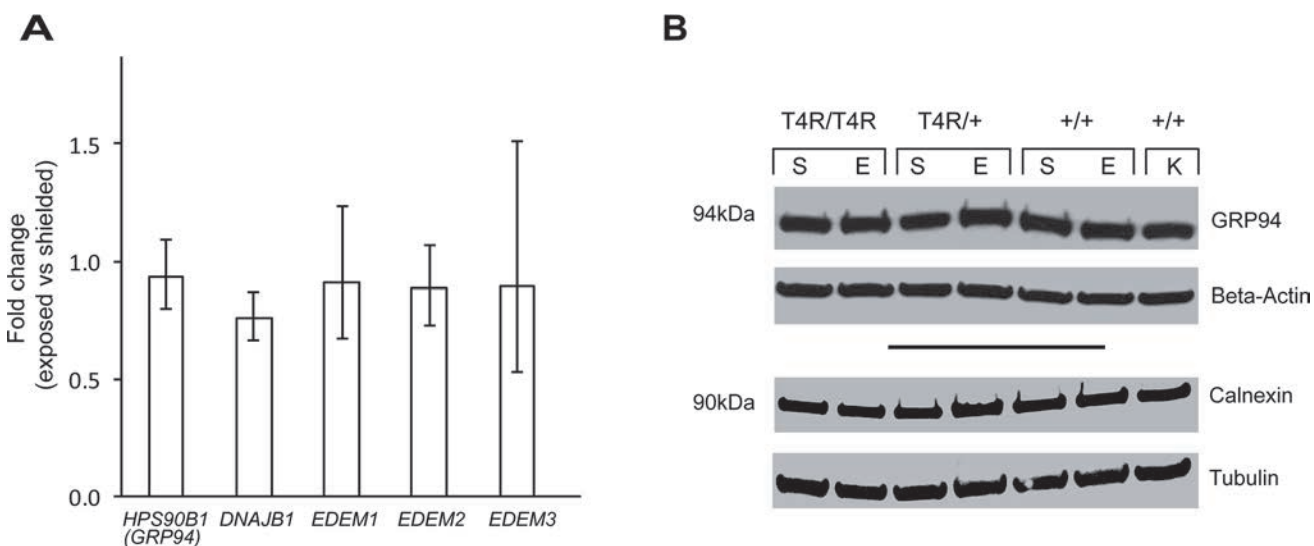 A
Fold change
(exposed vs shielded)
1.5
1.0
0.5
0.0
HPS90B1
(GRP94)
DNAJB1
EDEM1
EDEM2
EDEM3
B
T4R/T4R T4R/+ +/+ +/+
S E S E S E K
94kDa
GRP94
Beta-Actin
90kDa
Calnexin
Tubulin